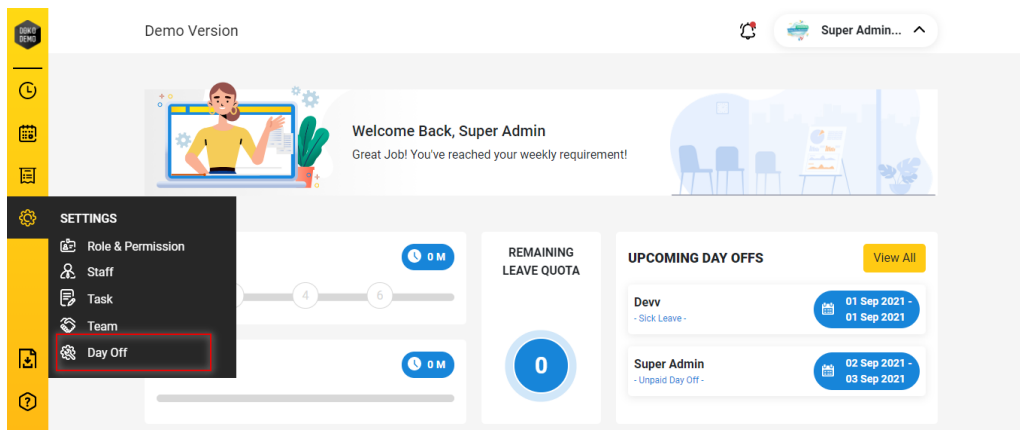 DOKO
DEMO
Demo Version
Super Admin...
Welcome Back, Super Admin
Great Job! You've reached your weekly requirement!
SETTINGS
Role & Permission
Staff
Task
Team
Day Off
0 M
4
6
0 M
REMAINING
LEAVE QUOTA
0
UPCOMING DAY OFFS
View All
Devv
- Sick Leave -
01 Sep 2021 -
01 Sep 2021
Super Admin
- Unpaid Day Off -
02 Sep 2021 -
03 Sep 2021